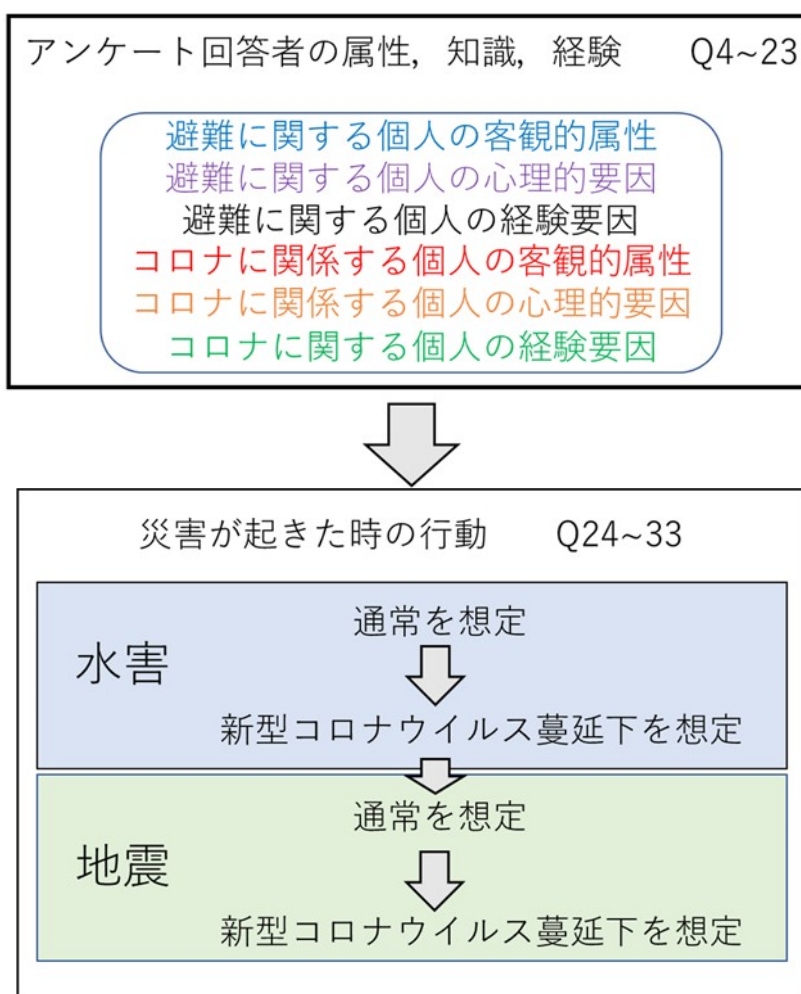 アンケート回答者の属性，知識，経験　Q4~23
避難に関する個人の客観的属性
避難に関する個人の心理的要因
避難に関する個人の経験要因
コロナに関係する個人の客観的属性
コロナに関係する個人の心理的要因
コロナに関する個人の経験要因
災害が起きた時の行動　Q24~33
水害
通常を想定
新型コロナウイルス蔓延下を想定
地震
通常を想定
新型コロナウイルス蔓延下を想定